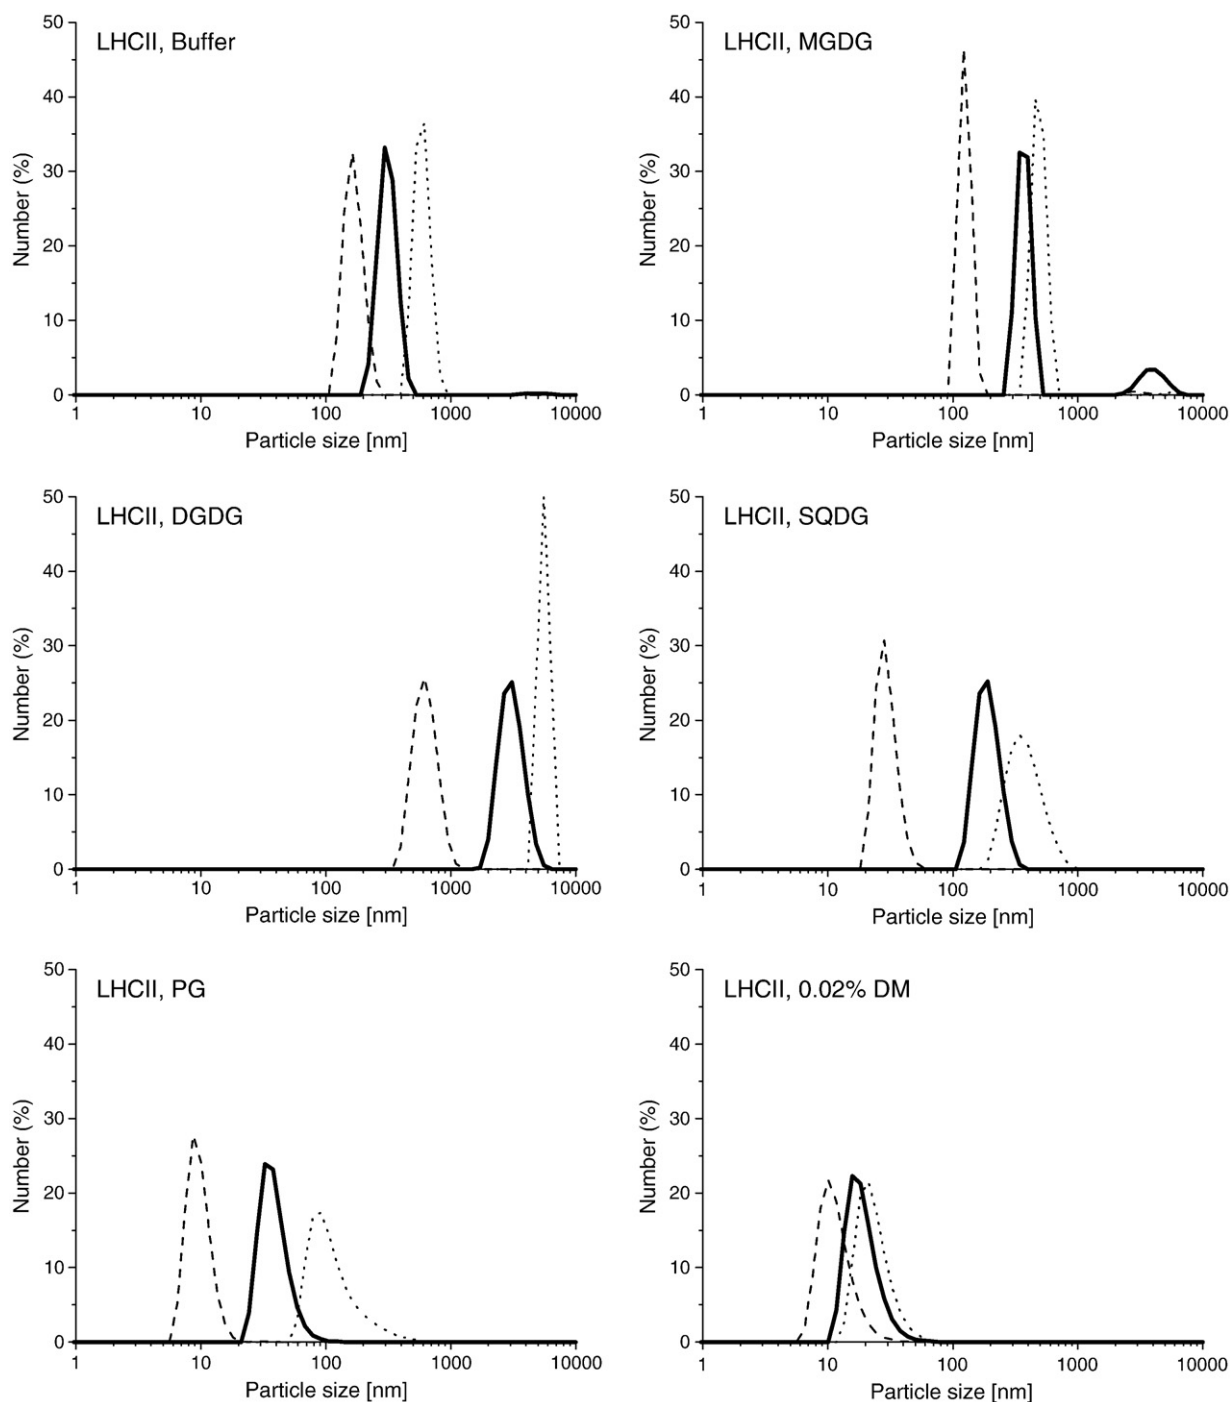 LHCII, Buffer
50
40
30
20
10
0
Number (%)
1 10 100 1000 10000
Particle size [nm]
LHCII, MGDG
50
40
30
20
10
0
Number (%)
1 10 100 1000 10000
Particle size [nm]
LHCII, DGDG
50
40
30
20
10
0
Number (%)
1 10 100 1000 10000
Particle size [nm]
LHCII, SQDG
50
40
30
20
10
0
Number (%)
1 10 100 1000 10000
Particle size [nm]
LHCII, PG
50
40
30
20
10
0
Number (%)
1 10 100 1000 10000
Particle size [nm]
LHCII, 0.02% DM
50
40
30
20
10
0
Number (%)
1 10 100 1000 10000
Particle size [nm]